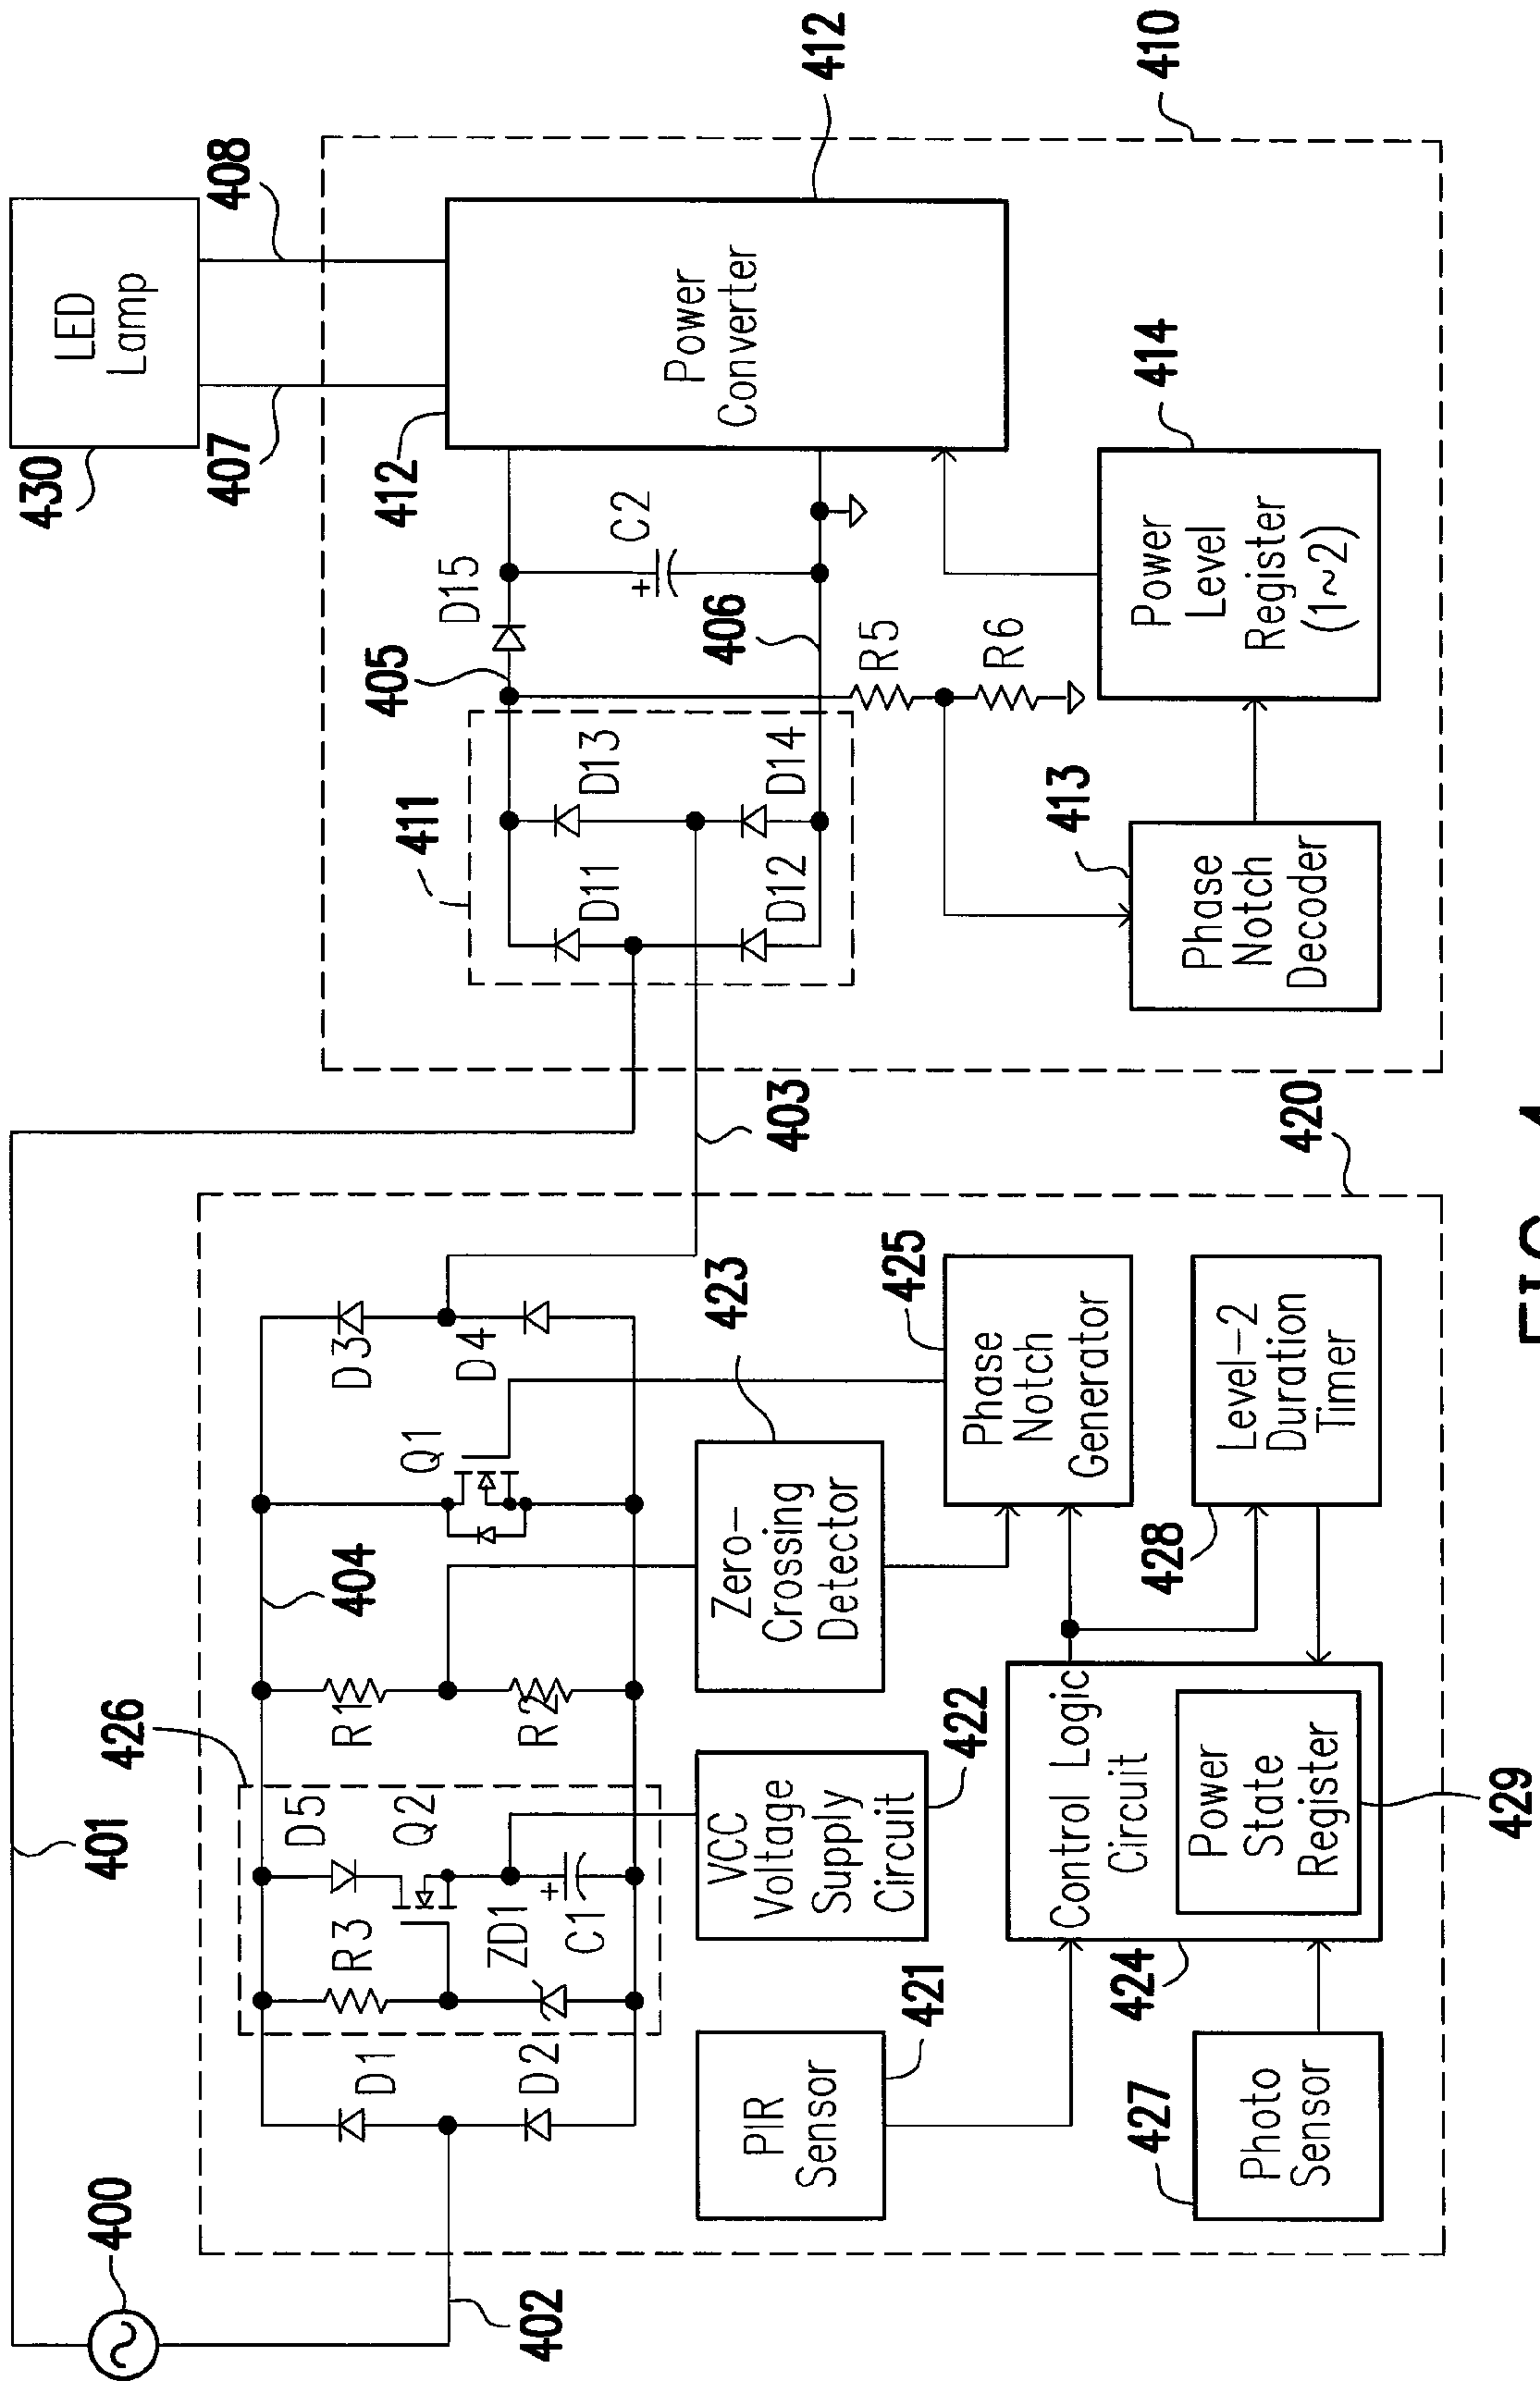 400
401
402
426
404
D1
D2
R3
D5
Q2
ZD1
C1
R1
R2
Q1
D3
D4
PIR
Sensor
421
VCC
Voltage
Supply
Circuit
422
Zero-
Crossing
Detector
423
Phase
Notch
Generator
425
Photo
Sensor
427
Control Logic
Circuit
424
Power
State
Register
429
Level-2
Duration
Timer
428
420
403
430
LED
Lamp
407
408
411
D11
D12
D13
D14
405
D15
C2
406
412
Power
Converter
412
R5
R6
Phase
Notch
Decoder
413
Power
Level
Register
(1~2)
414
410